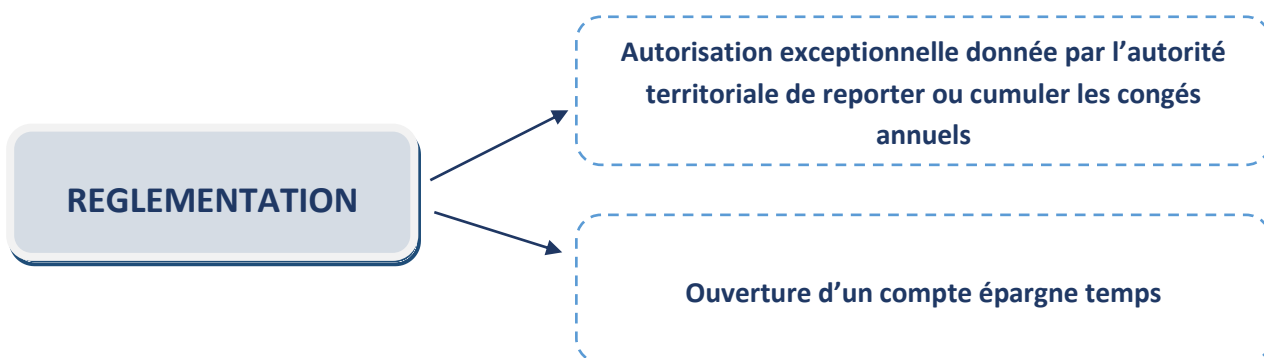 REGLEMENTATION
Autorisation exceptionnelle donnée par l’autorité
territoriale de reporter ou cumuler les congés
annuels
Ouverture d’un compte épargne temps